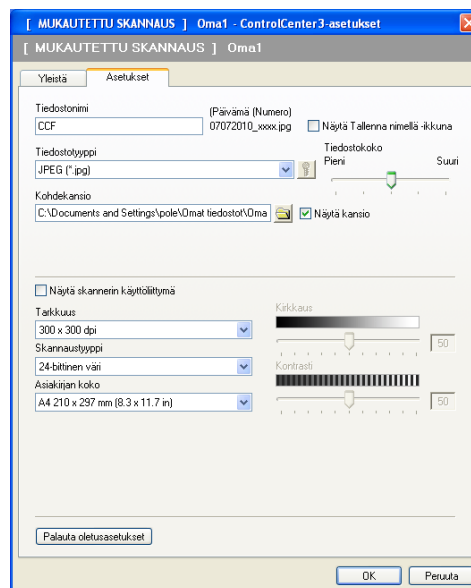 [ MUKAUTETTU SKANNAUS ] Oma1 - ControlCenter3-asetukset
[ MUKAUTETTU SKANNAUS ] Oma1
Yleistä Asetukset
Tiedostonimi (Päivämä (Numero)
CCF 07072010_xxxx.jpg Näytä Tallenna nimellä -ikkuna
Tiedostotyyppi Tiedostokoko
Pieni Suuri
JPEG (*.jpg)
Kohdekansio
C:\Documents and Settings\pole\Omat tiedostot\Oma Näytä kansio
Näytä skannerin käyttöliittymä
Tarkkuus Kirkkaus
300 x 300 dpi
50
Skannaustyyppi
24-bittinen väri Kontrasti
Asiakirjan koko
A4 210 x 297 mm (8.3 x 11.7 in) 50
Palauta oletusasetukset
OK Peruuta